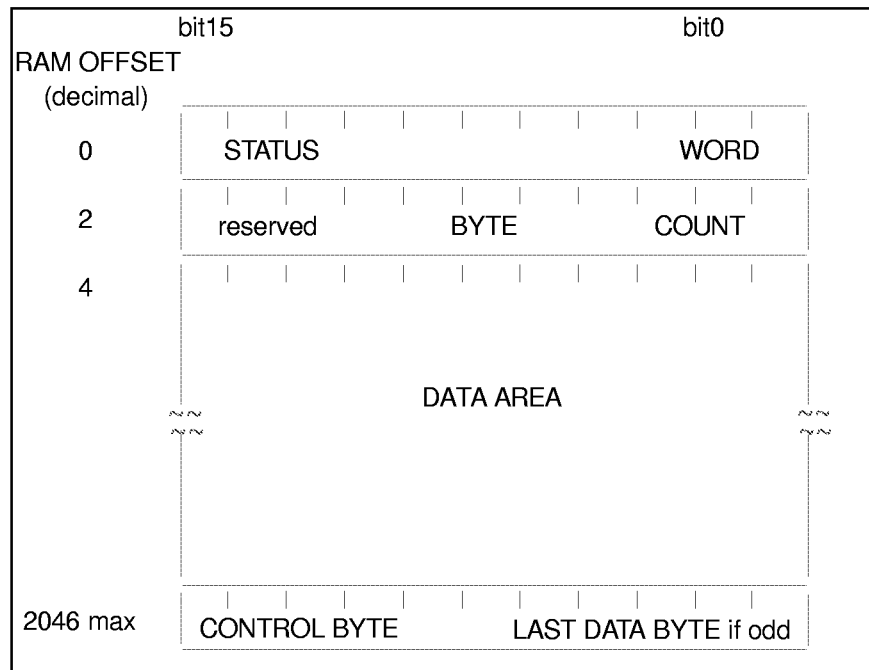 bit15 bit0
RAM OFFSET
(decimal)
0 STATUS WORD
2 reserved BYTE COUNT
4
DATA AREA
2046 max CONTROL BYTE LAST DATA BYTE if odd